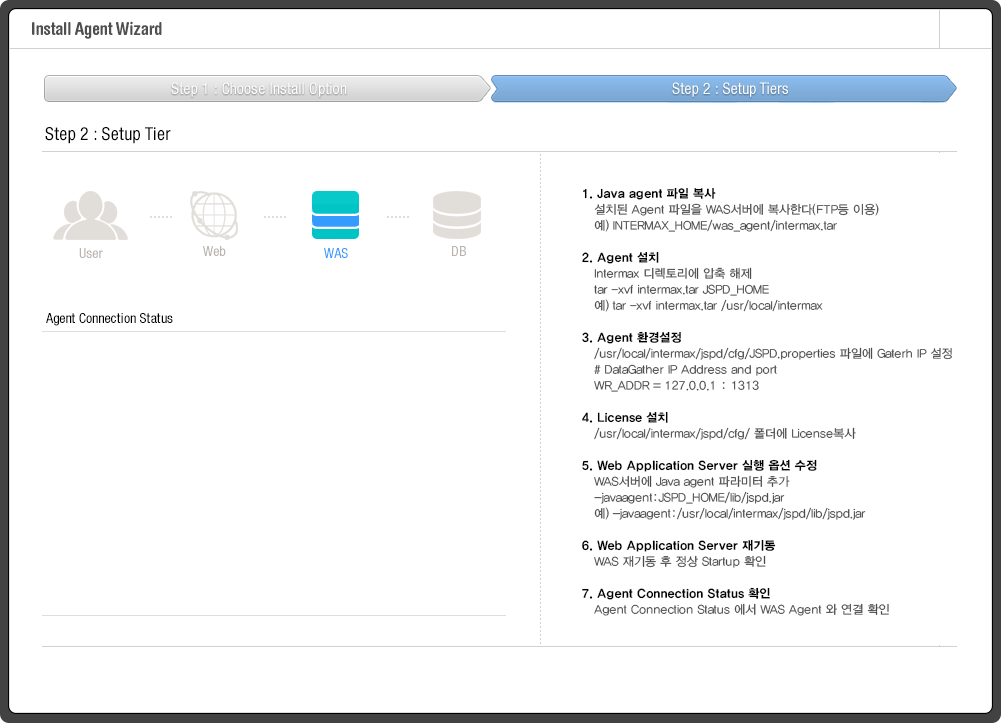 Install Agent Wizard
Step 1 : Choose Install Option
Step 2 : Setup Tiers
Step 2 : Setup Tier
User
Web
WAS
DB
Agent Connection Status
1. Java agent 파일 복사
설치된 Agent 파일을 WAS서버에 복사한다(FTP등 이용)
예) INTERMAX_HOME/was_agent/intermax.tar
2. Agent 설치
Intermax 디렉토리에 압축 해제
tar -xvf intermax.tar JSPD_HOME
예) tar -xvf intermax.tar /usr/local/intermax
3. Agent 환경설정
/usr/local/intermax/jspd/cfg/JSPD.properties 파일에 Gaterh IP 설정
# DataGather IP Address and port
WR_ADDR = 127.0.0.1 : 1313
4. License 설치
/usr/local/intermax/jspd/cfg/ 폴더에 License복사
5. Web Application Server 실행 옵션 수정
WAS서버에 Java agent 파라미터 추가
-javaagent:JSPD_HOME/lib/jspd.jar
예) -javaagent:/usr/local/intermax/jspd/lib/jspd.jar
6. Web Application Server 재기동
WAS 재기동 후 정상 Startup 확인
7. Agent Connection Status 확인
Agent Connection Status 에서 WAS Agent 와 연결 확인